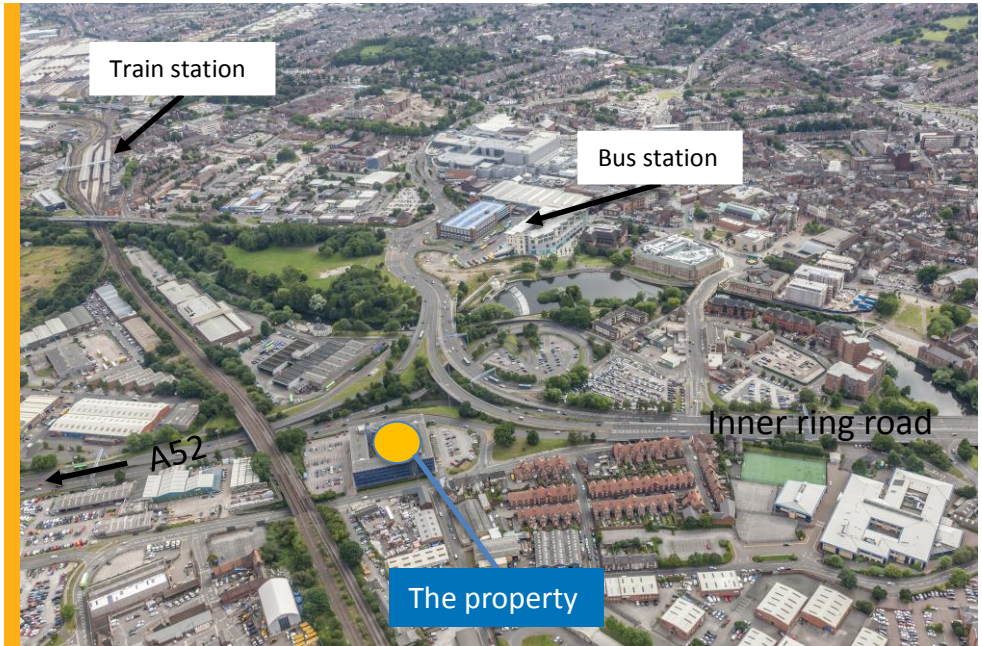 Train station
Bus station
Inner ring road
A52
The property